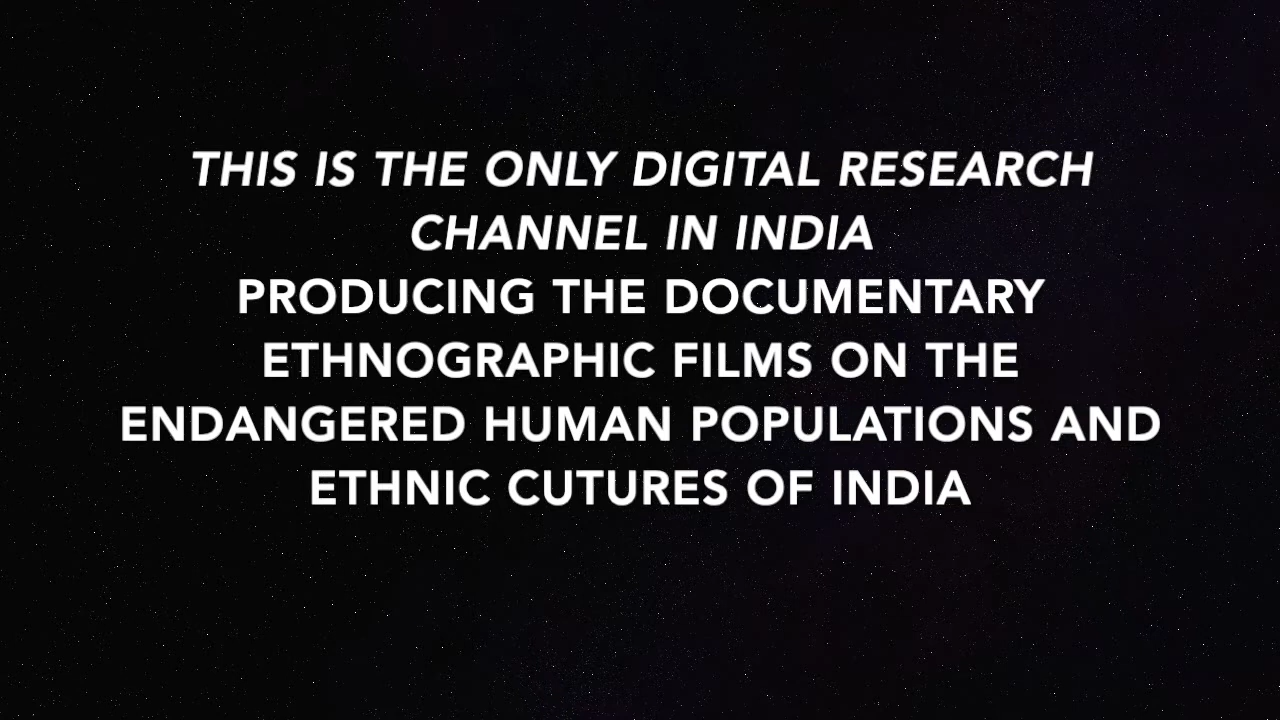 THIS IS THE ONLY DIGITAL RESEARCH
CHANNEL IN INDIA
PRODUCING THE DOCUMENTARY
ETHNOGRAPHIC FILMS ON THE
ENDANGERED HUMAN POPULATIONS AND
ETHNIC CUTURES OF INDIA